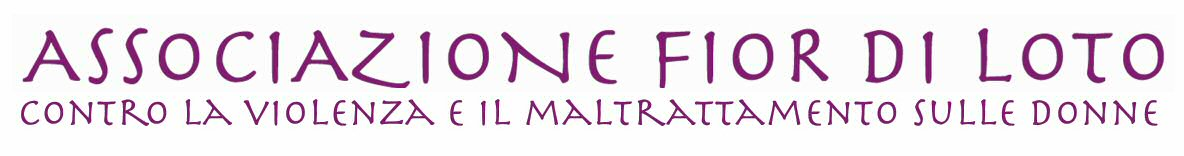 ASSOCIAZIONE FIOR DI LOTO
CONTRO LA VIOLENZA E IL MALTRATTAMENTO SULLE DONNE